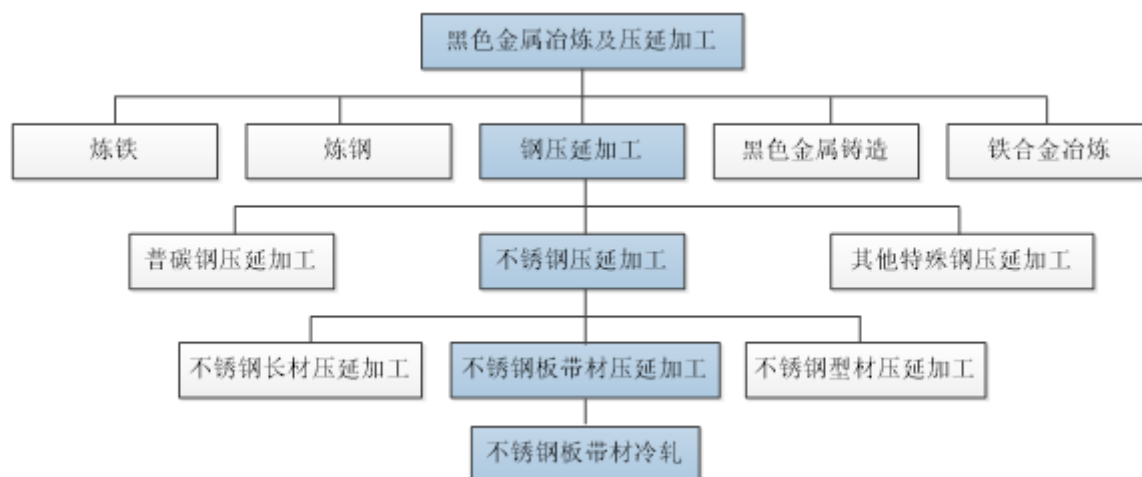 黑色金属冶炼及压延加工
炼铁
炼钢
钢压延加工
黑色金属铸造
铁合金冶炼
普碳钢压延加工
不锈钢压延加工
其他特殊钢压延加工
不锈钢长材压延加工
不锈钢板带材压延加工
不锈钢型材压延加工
不锈钢板带材冷轧